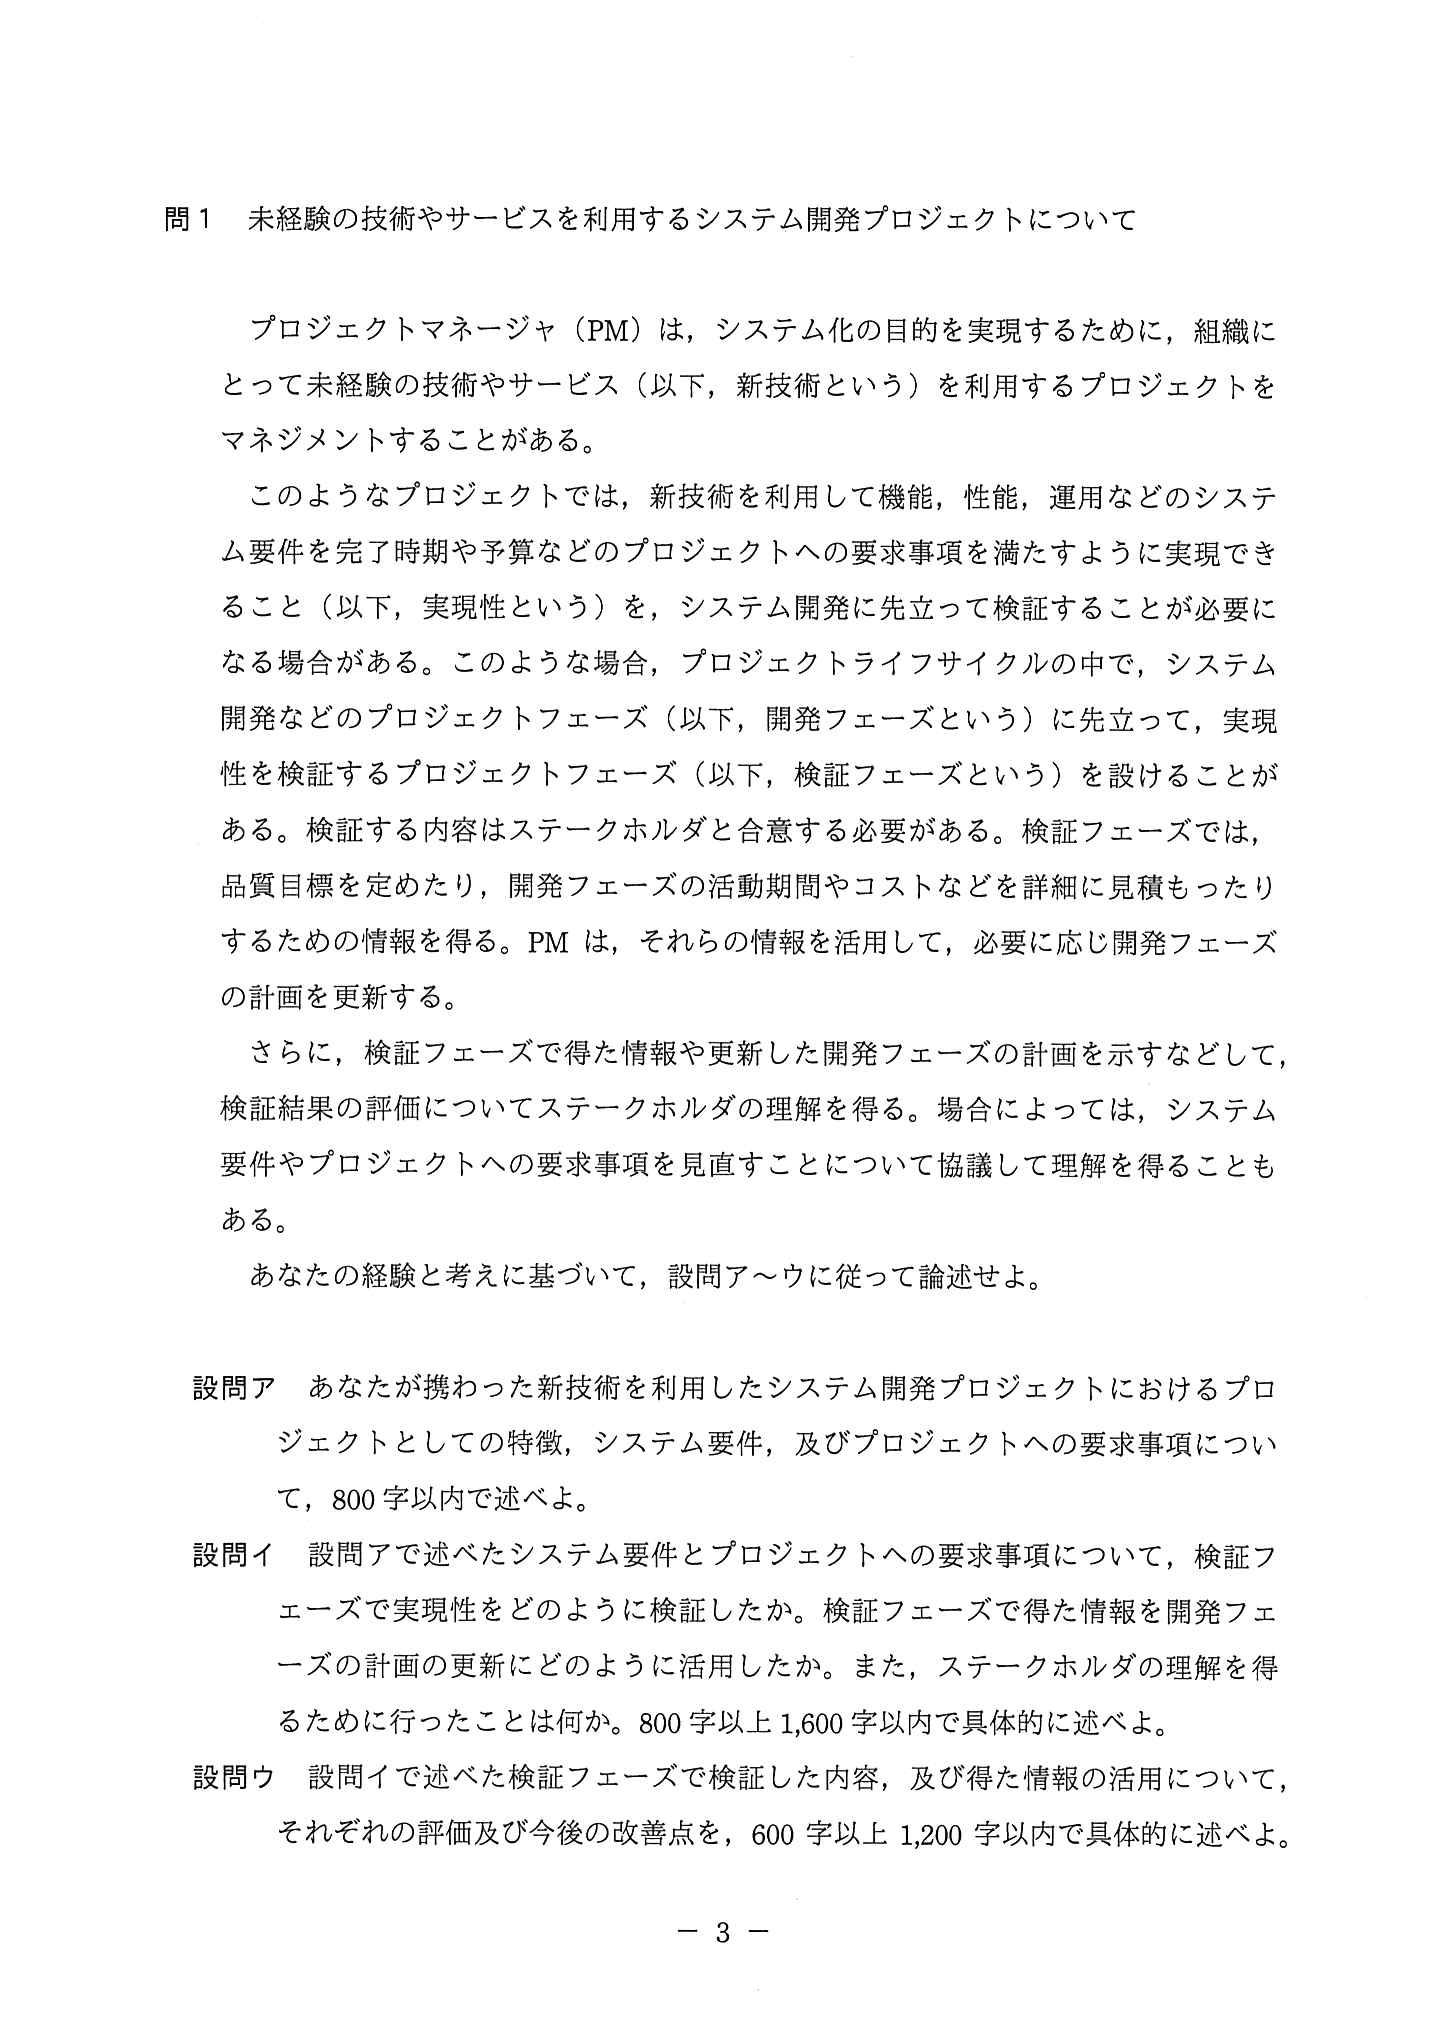 問1　未経験の技術やサービスを利用するシステム開発プロジェクトについて
プロジェクトマネージャ（PM）は，システム化の目的を実現するために，組織に
とって未経験の技術やサービス（以下，新技術という）を利用するプロジェクトを
マネジメントすることがある。
このようなプロジェクトでは，新技術を利用して機能，性能，運用などのシステ
ム要件を完了時期や予算などのプロジェクトへの要求事項を満たすように実現でき
ること（以下，実現性という）を，システム開発に先立って検証することが必要に
なる場合がある。このような場合，プロジェクトライフサイクルの中で，システム
開発などのプロジェクトフェーズ（以下，開発フェーズという）に先立って，実現
性を検証するプロジェクトフェーズ（以下，検証フェーズという）を設けることが
ある。検証する内容はステークホルダと合意する必要がある。検証フェーズでは，
品質目標を定めたり，開発フェーズの活動期間やコストなどを詳細に見積もったり
するための情報を得る。PM は，それらの情報を活用して，必要に応じ開発フェーズ
の計画を更新する。
さらに，検証フェーズで得た情報や更新した開発フェーズの計画を示すなどして，
検証結果の評価についてステークホルダの理解を得る。場合によっては，システム
要件やプロジェクトへの要求事項を見直すことについて協議して理解を得ることも
ある。
あなたの経験と考えに基づいて，設問ア～ウに従って論述せよ。
設問ア　あなたが携わった新技術を利用したシステム開発プロジェクトにおけるプロ
ジェクトとしての特徴，システム要件，及びプロジェクトへの要求事項につい
て，800 字以内で述べよ。
設問イ　設問アで述べたシステム要件とプロジェクトへの要求事項について，検証フ
ェーズで実現性をどのように検証したか。検証フェーズで得た情報を開発フェ
ーズの計画の更新にどのように活用したか。また，ステークホルダの理解を得
るために行ったことは何か。800 字以上 1,600 字以内で具体的に述べよ。
設問ウ　設問イで述べた検証フェーズで検証した内容，及び得た情報の活用について，
それぞれの評価及び今後の改善点を，600 字以上 1,200 字以内で具体的に述べよ。
－ 3 －